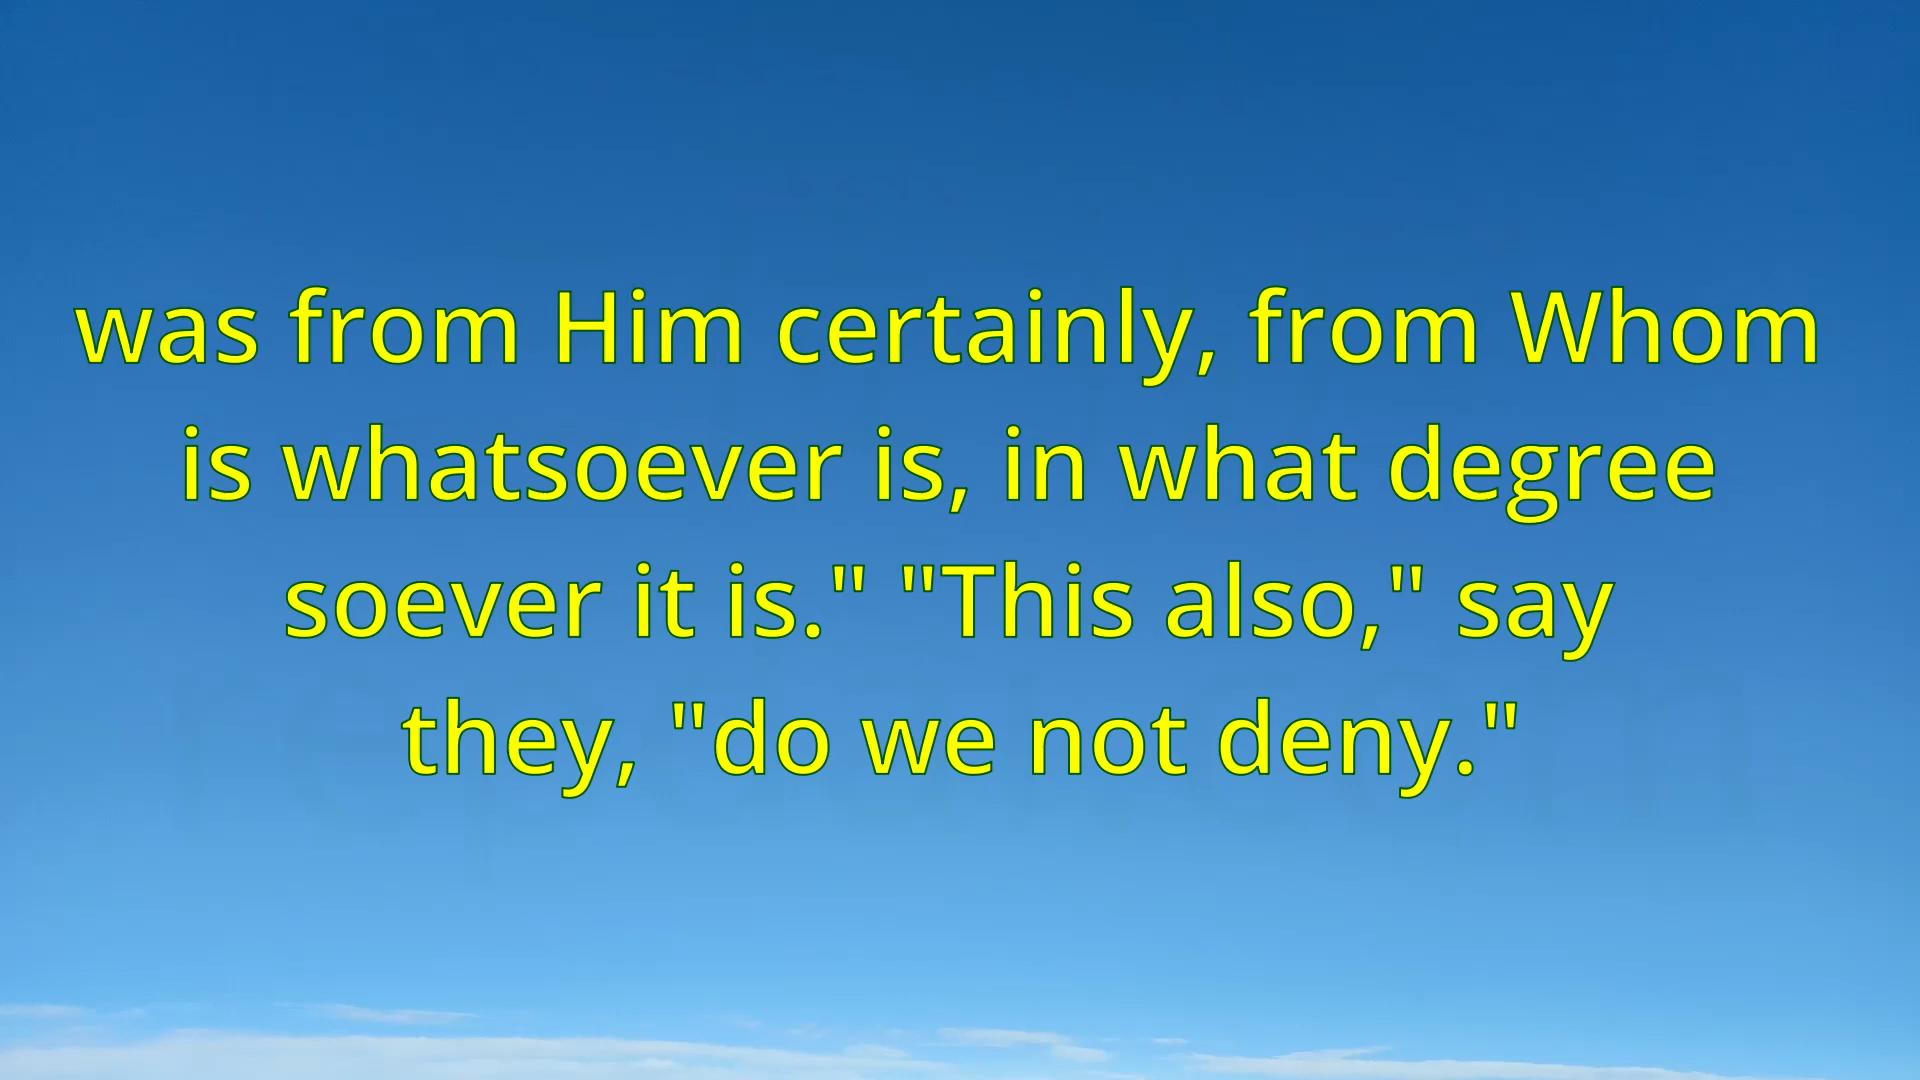 was from Him certainly, from Whom
is whatsoever is, in what degree
soever it is." "This also," say
they, "do we not deny."